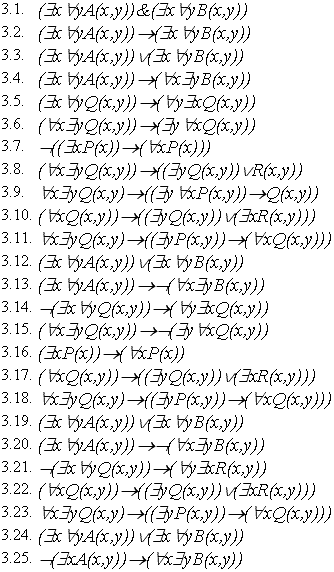 3.1. (∃x∀yA(x,y))&(∃x∀yB(x,y))
3.2. (∃x∀yA(x,y))→(∃x∀yB(x,y))
3.3. (∃x∀yA(x,y))∨(∃x∀yB(x,y))
3.4. (∃x∀yA(x,y))→(∀x∃yB(x,y))
3.5. (∃x∀yQ(x,y))→(∀y∃xQ(x,y))
3.6. (∀x∃yQ(x,y))→(∃y∀xQ(x,y))
3.7. ¬((∃xP(x))→(∀xP(x)))
3.8. (∀x∃yQ(x,y))→((∃yQ(x,y))∨R(x,y))
3.9. ∀x∃yQ(x,y)→((∃y∀xP(x,y))→Q(x,y))
3.10. (∀xQ(x,y))→((∃yQ(x,y))∨(∃xR(x,y)))
3.11. ∀x∃yQ(x,y)→((∃yP(x,y))→(∀xQ(x,y)))
3.12. (∃x∀yA(x,y))∨(∃x∀yB(x,y))
3.13. (∃x∀yA(x,y))→¬(∀x∃yB(x,y))
3.14. ¬(∃x∀yQ(x,y))→(∀y∃xQ(x,y))
3.15. (∀x∃yQ(x,y))→¬(∃y∀xQ(x,y))
3.16. (∃xP(x))→(∀xP(x))
3.17. (∀xQ(x,y))→((∃yQ(x,y))∨(∃xR(x,y)))
3.18. ∀x∃yQ(x,y)→((∃yP(x,y))→(∀xQ(x,y)))
3.19. (∃x∀yA(x,y))∨(∃x∀yB(x,y))
3.20. (∃x∀yA(x,y))→¬(∀x∃yB(x,y))
3.21. ¬(∃x∀yQ(x,y))→(∀y∃xR(x,y))
3.22. (∀xQ(x,y))→((∃yQ(x,y))∨(∃xR(x,y)))
3.23. ∀x∃yQ(x,y)→((∃yP(x,y))→(∀xQ(x,y)))
3.24. (∃x∀yA(x,y))∨(∃x∀yB(x,y))
3.25. ¬(∃xA(x,y))→(∀x∃yB(x,y))